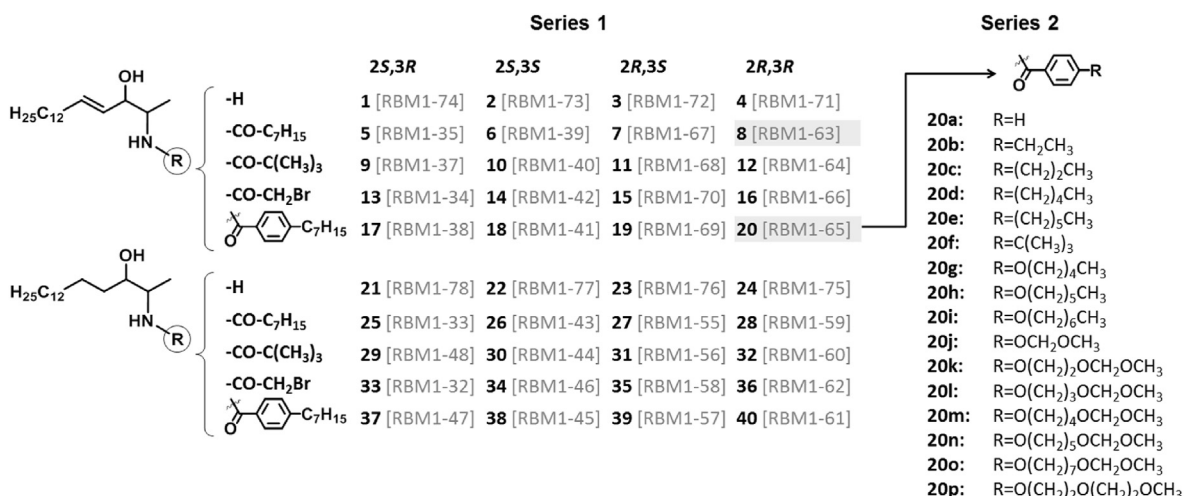 Series 1
Series 2
2S,3R 2S,3S 2R,3S 2R,3R
OH
H25C12
HN
R
-H 1 [RBM1-74] 2 [RBM1-73] 3 [RBM1-72] 4 [RBM1-71]
-CO-C7H15 5 [RBM1-35] 6 [RBM1-39] 7 [RBM1-67] 8 [RBM1-63]
-CO-C(CH3)3 9 [RBM1-37] 10 [RBM1-40] 11 [RBM1-68] 12 [RBM1-64]
-CO-CH2Br 13 [RBM1-34] 14 [RBM1-42] 15 [RBM1-70] 16 [RBM1-66]
O C7H15 17 [RBM1-38] 18 [RBM1-41] 19 [RBM1-69] 20 [RBM1-65]
OH
H25C12
HN
R
-H 21 [RBM1-78] 22 [RBM1-77] 23 [RBM1-76] 24 [RBM1-75]
-CO-C7H15 25 [RBM1-33] 26 [RBM1-43] 27 [RBM1-55] 28 [RBM1-59]
-CO-C(CH3)3 29 [RBM1-48] 30 [RBM1-44] 31 [RBM1-56] 32 [RBM1-60]
-CO-CH2Br 33 [RBM1-32] 34 [RBM1-46] 35 [RBM1-58] 36 [RBM1-62]
O C7H15 37 [RBM1-47] 38 [RBM1-45] 39 [RBM1-57] 40 [RBM1-61]
O R
20a: R=H
20b: R=CH2CH3
20c: R=(CH2)2CH3
20d: R=(CH2)4CH3
20e: R=(CH2)5CH3
20f: R=C(CH3)3
20g: R=O(CH2)4CH3
20h: R=O(CH2)5CH3
20i: R=O(CH2)6CH3
20j: R=OCH2OCH3
20k: R=O(CH2)2OCH2OCH3
20l: R=O(CH2)3OCH2OCH3
20m: R=O(CH2)4OCH2OCH3
20n: R=O(CH2)5OCH2OCH3
20o: R=O(CH2)7OCH2OCH3
20p: R=O(CH2)2O(CH2)2OCH3